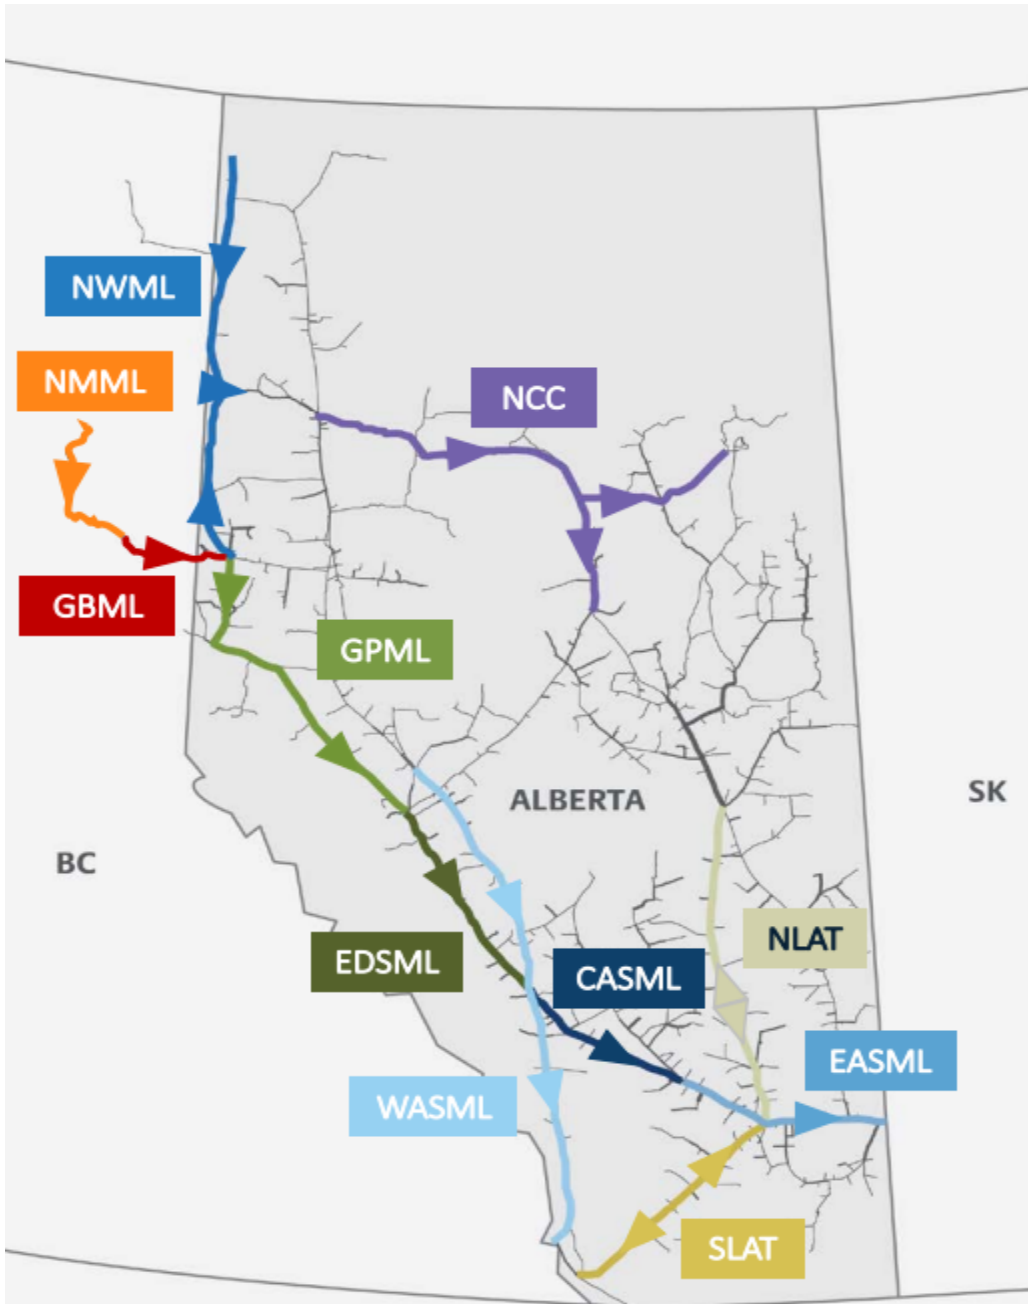 NWML
NMML
NCC
GBML
GPML
ALBERTA
SK
BC
NLAT
EDSML
CASML
EASML
WASML
SLAT